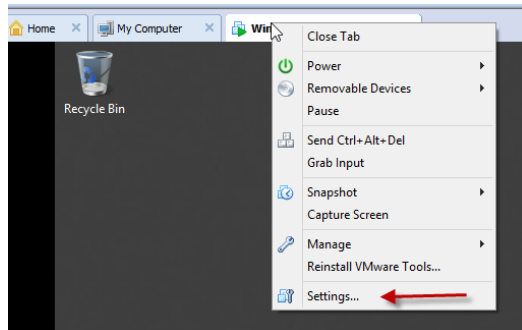 Home
My Computer
Win
Close Tab
Recycle Bin
Power
Removable Devices
Pause
Send Ctrl+Alt+Del
Grab Input
Snapshot
Capture Screen
Manage
Reinstall VMware Tools...
Settings...